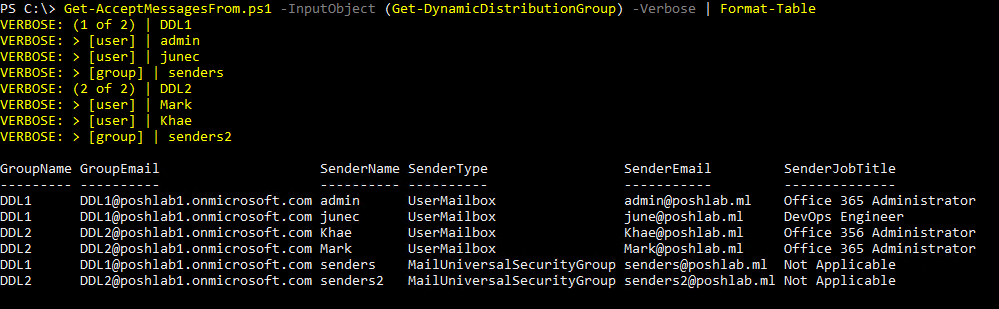 PS C:\> Get-AcceptMessagesFrom.ps1 -InputObject (Get-DynamicDistributionGroup) -Verbose | Format-Table
VERBOSE: (1 of 2) | DDL1
VERBOSE: > [user] | admin
VERBOSE: > [user] | junec
VERBOSE: > [group] | senders
VERBOSE: (2 of 2) | DDL2
VERBOSE: > [user] | Mark
VERBOSE: > [user] | Khae
VERBOSE: > [group] | senders2
GroupName GroupEmail                   SenderName SenderType                 SenderEmail        SenderJobTitle
--------- ----------                   ---------- ----------                 -----------        --------------
DDL1      DDL1@poshlab1.onmicrosoft.com admin      UserMailbox                admin@poshlab.ml   Office 365 Administrator
DDL1      DDL1@poshlab1.onmicrosoft.com junec      UserMailbox                june@poshlab.ml    DevOps Engineer
DDL2      DDL2@poshlab1.onmicrosoft.com Khae       UserMailbox                Khae@poshlab.ml    Office 356 Administrator
DDL2      DDL2@poshlab1.onmicrosoft.com Mark       UserMailbox                Mark@poshlab.ml    Office 365 Administrator
DDL1      DDL1@poshlab1.onmicrosoft.com senders    MailUniversalSecurityGroup senders@poshlab.ml Not Applicable
DDL2      DDL2@poshlab1.onmicrosoft.com senders2   MailUniversalSecurityGroup senders2@poshlab.ml Not Applicable